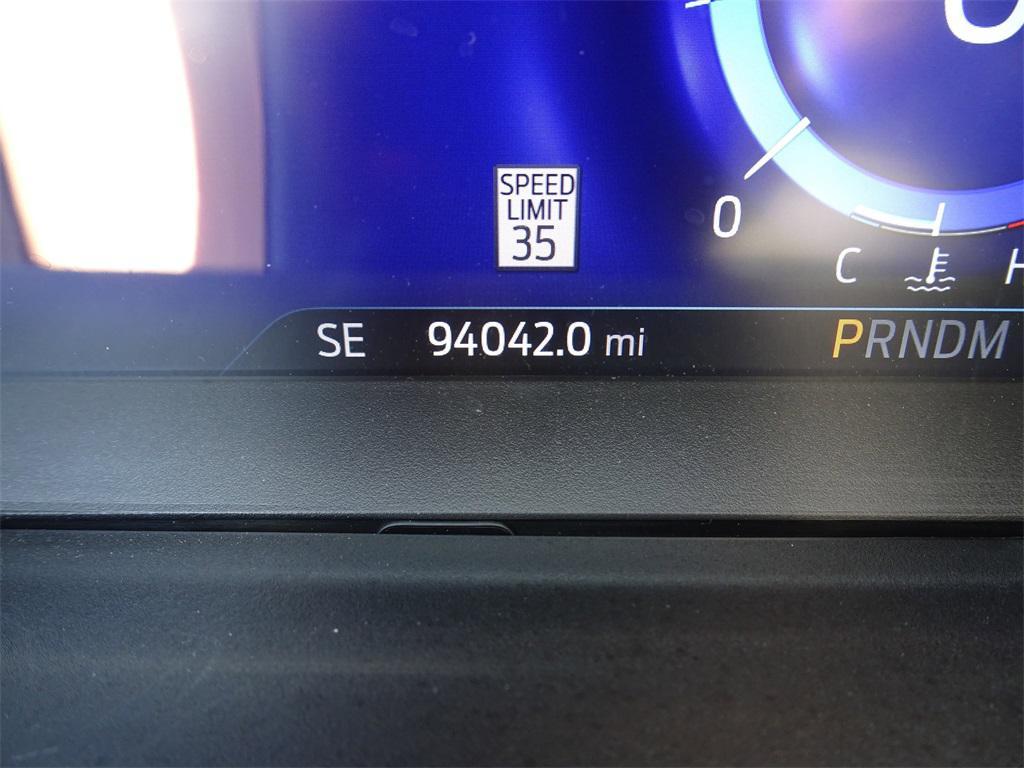 SPEED
LIMIT
35
0
C
H
SE 94042.0 mi PRNDM